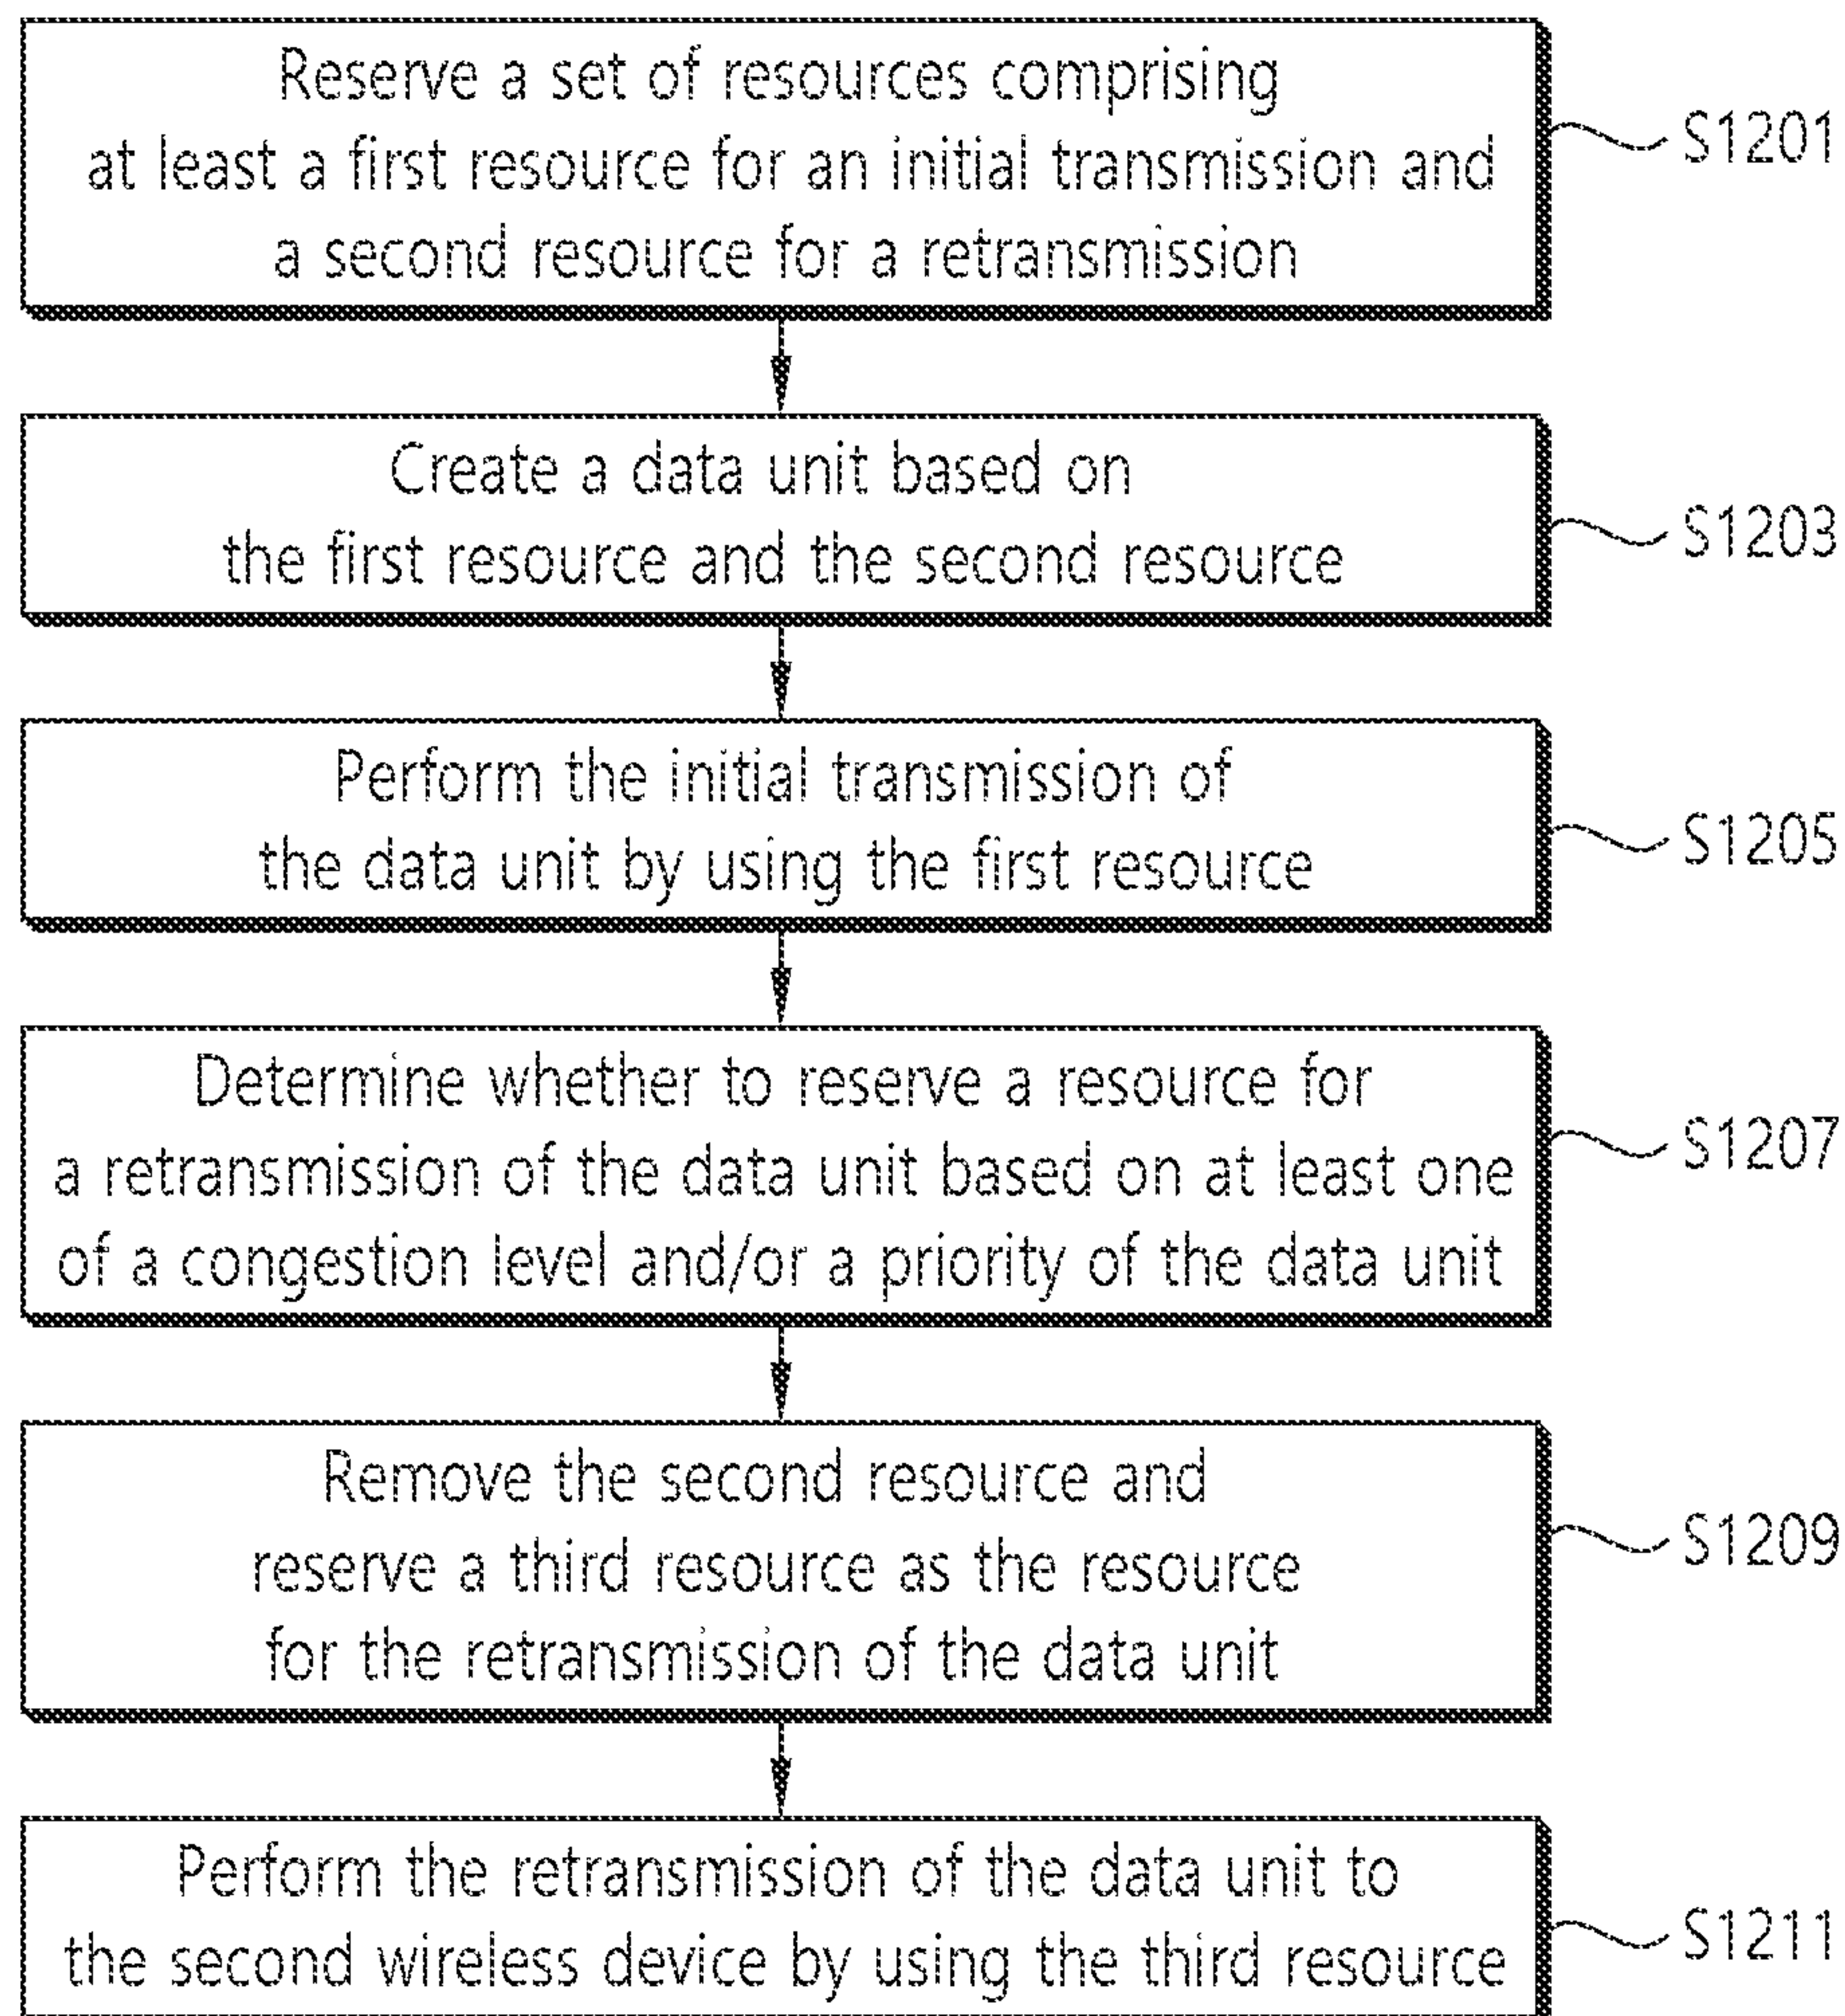 Reserve a set of resources comprising
at least a first resource for an initial transmission and
a second resource for a retransmission
S1201
Create a data unit based on
the first resource and the second resource
S1203
Perform the initial transmission of
the data unit by using the first resource
S1205
Determine whether to reserve a resource for
a retransmission of the data unit based on at least one
of a congestion level and/or a priority of the data unit
S1207
Remove the second resource and
reserve a third resource as the resource
for the retransmission of the data unit
S1209
Perform the retransmission of the data unit to
the second wireless device by using the third resource
S1211